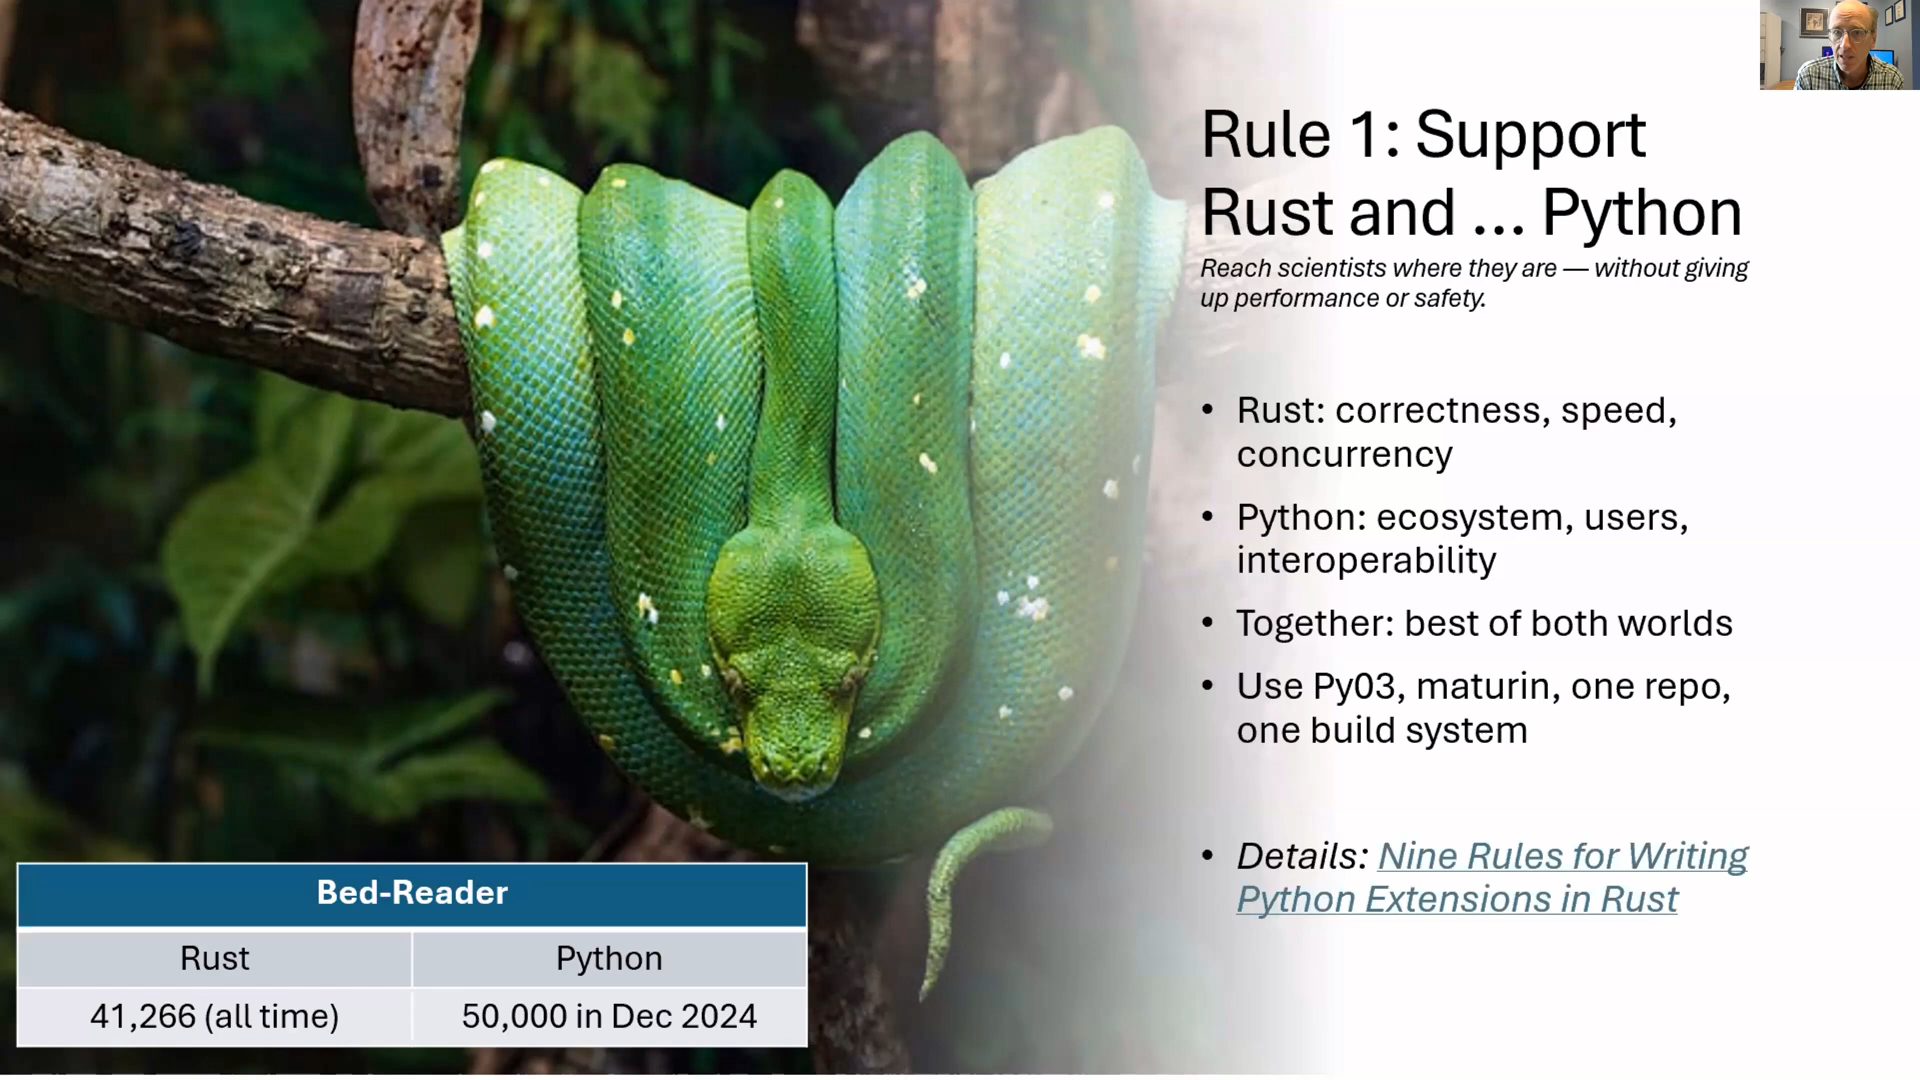 Rule 1: Support
Rust and ... Python
Reach scientists where they are — without giving
up performance or safety.
• Rust: correctness, speed,
concurrency
• Python: ecosystem, users,
interoperability
• Together: best of both worlds
• Use Py03, maturin, one repo,
one build system
• Details: Nine Rules for Writing
Python Extensions in Rust
Bed-Reader
Rust Python
41,266 (all time) 50,000 in Dec 2024